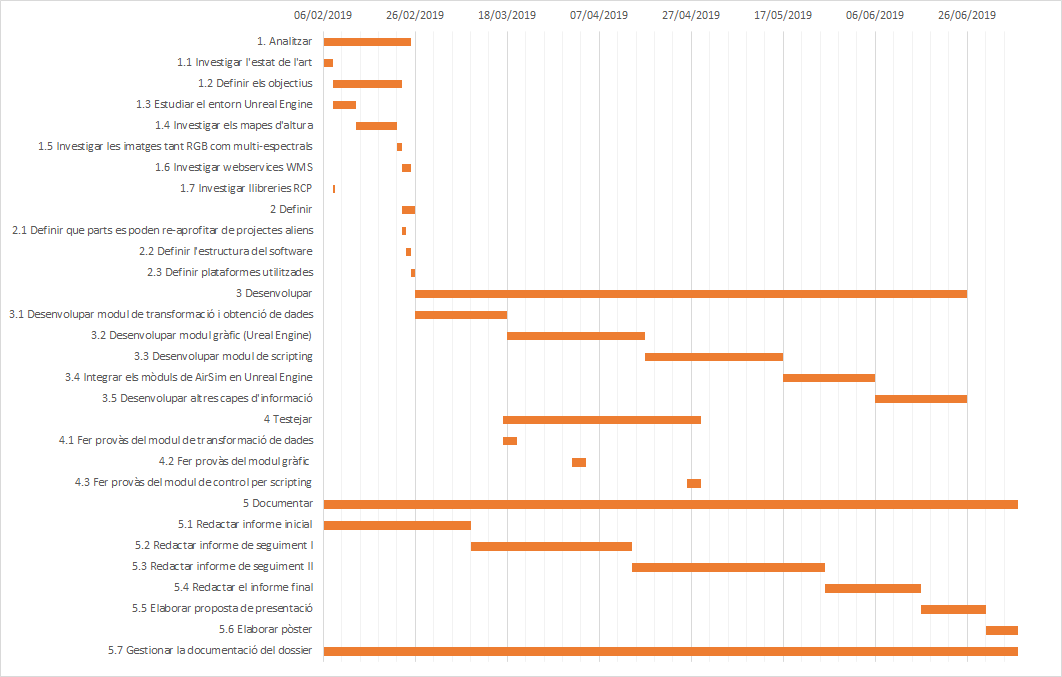 06/02/2019 26/02/2019 18/03/2019 07/04/2019 27/04/2019 17/05/2019 06/06/2019 26/06/2019
1. Analitzar
1.1 Investigar l'estat de l'art
1.2 Definir els objectius
1.3 Estudiar el entorn Unreal Engine
1.4 Investigar els mapes d'altura
1.5 Investigar les imatges tant RGB com multi-espectrals
1.6 Investigar webservices WMS
1.7 Investigar llibreries RCP
2 Definir
2.1 Definir que parts es poden re-aprofitar de projectes aliens
2.2 Definir l'estructura del software
2.3 Definir plataformes utilitzades
3 Desenvolupar
3.1 Desenvolupar modul de transformació i obtenció de dades
3.2 Desenvolupar modul gràfic (Ureal Engine)
3.3 Desenvolupar modul de scripting
3.4 Integrar els mòduls de AirSim en Unreal Engine
3.5 Desenvolupar altres capes d'informació
4 Testejar
4.1 Fer provàs del modul de transformació de dades
4.2 Fer provàs del modul gràfic
4.3 Fer provàs del modul de control per scripting
5 Documentar
5.1 Redactar informe inicial
5.2 Redactar informe de seguiment I
5.3 Redactar informe de seguiment II
5.4 Redactar el informe final
5.5 Elaborar proposta de presentació
5.6 Elaborar pòster
5.7 Gestionar la documentació del dossier